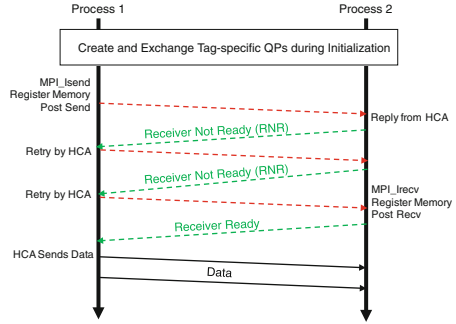 Process 1
Process 2
Create and Exchange Tag-specific QPs during Initialization
MPI_Isend
Register Memory
Post Send
Reply from HCA
Receiver Not Ready (RNR)
Retry by HCA
Receiver Not Ready (RNR)
Retry by HCA
MPI_Irecv
Register Memory
Post Recv
Receiver Ready
HCA Sends Data
Data